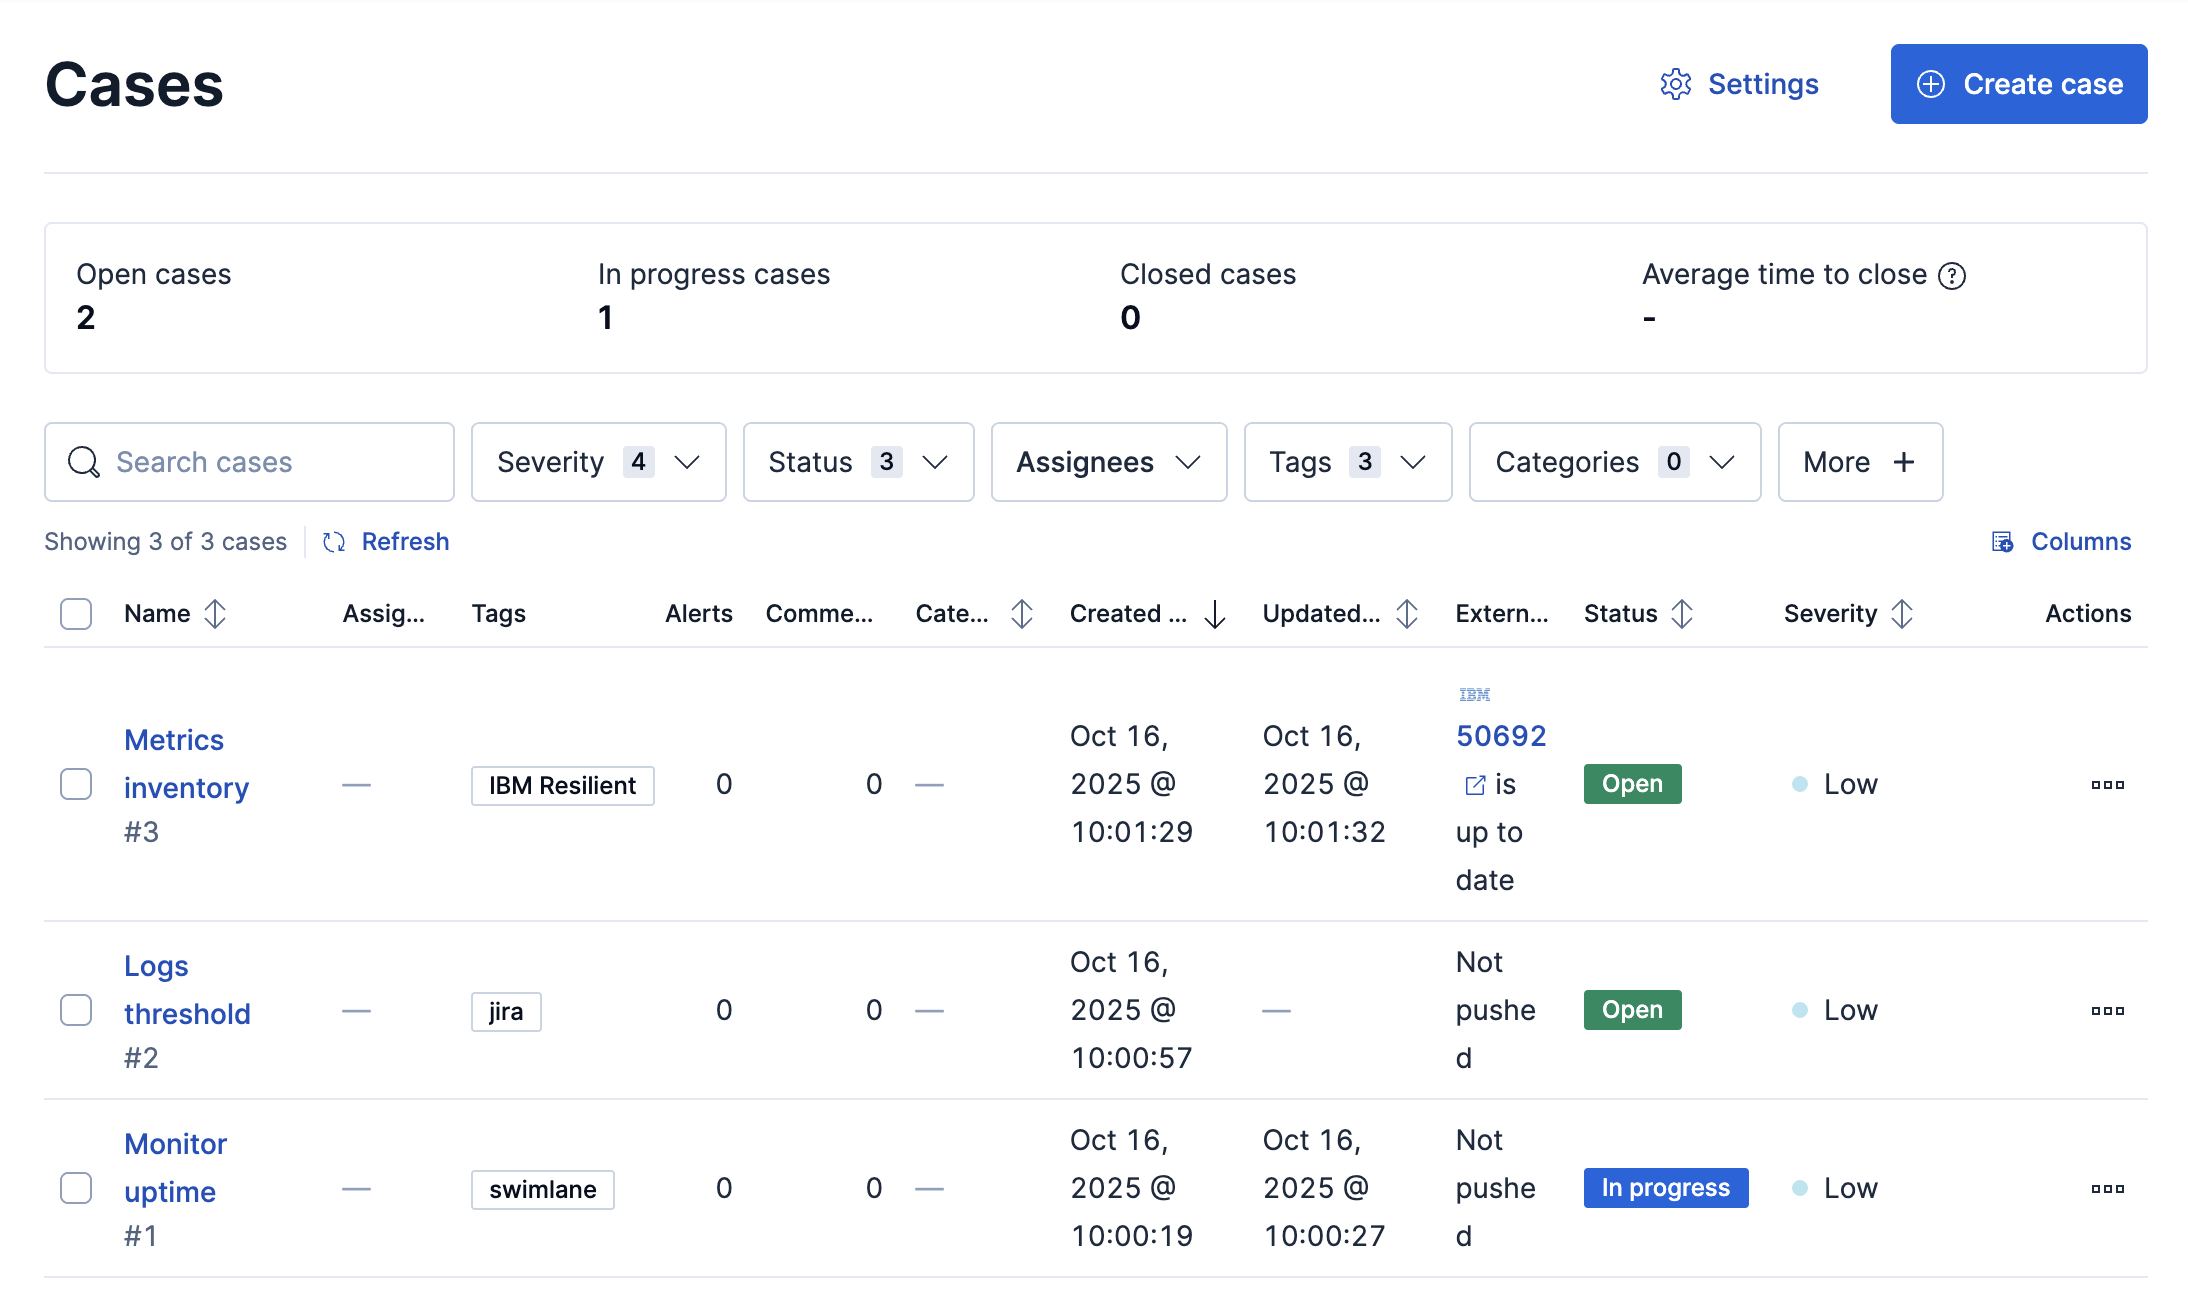 Cases
Settings
Create case
Open cases
2
In progress cases
1
Closed cases
0
Average time to close
-
Search cases
Severity 4
Status 3
Assignees
Tags 3
Categories 0
More +
Showing 3 of 3 cases
Refresh
Columns
Name Assig... Tags Alerts Comme... Cate... Created ... Updated... Extern... Status Severity Actions
Metrics
inventory
#3
—
IBM Resilient
0
0
—
Oct 16,
2025 @
10:01:29
Oct 16,
2025 @
10:01:32
IBM
50692
is
up to
date
Open
Low
Logs
threshold
#2
—
jira
0
0
—
Oct 16,
2025 @
10:00:57
—
Not
pushe
d
Open
Low
Monitor
uptime
#1
—
swimlane
0
0
—
Oct 16,
2025 @
10:00:19
Oct 16,
2025 @
10:00:27
Not
pushe
d
In progress
Low